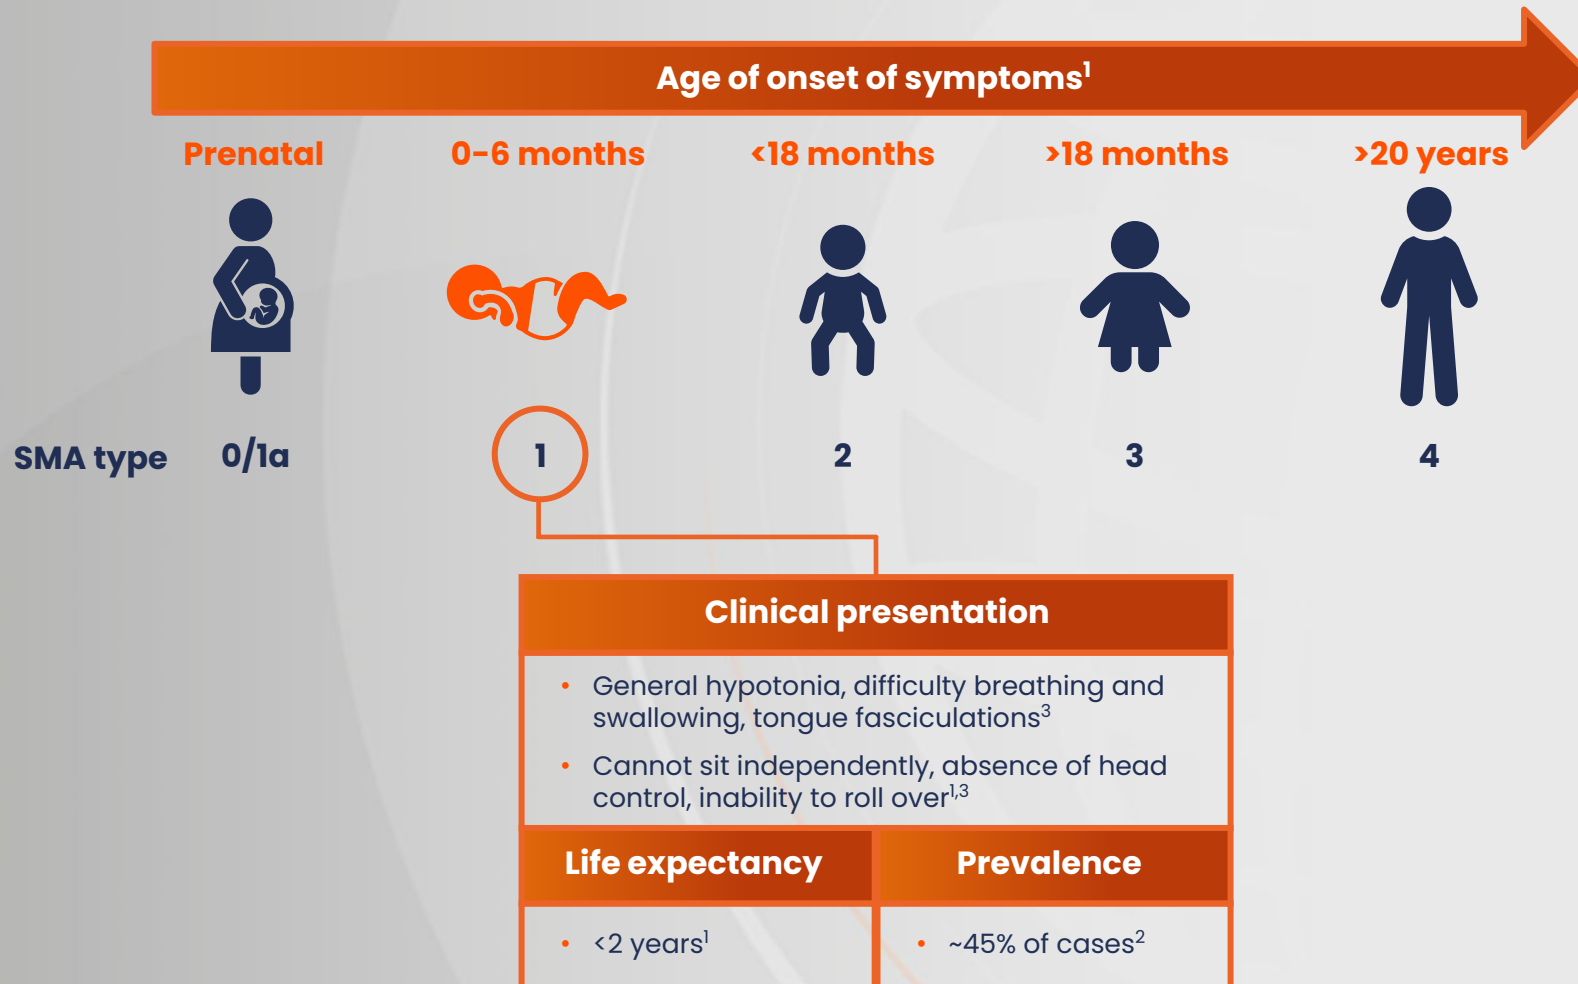 Age of onset of symptoms¹
Prenatal
0-6 months
<18 months
>18 months
>20 years
SMA type
0/1a
1
2
3
4
Clinical presentation
• General hypotonia, difficulty breathing and
swallowing, tongue fasciculations³
• Cannot sit independently, absence of head
control, inability to roll over¹,³
Life expectancy
Prevalence
• <2 years¹
• ~45% of cases²